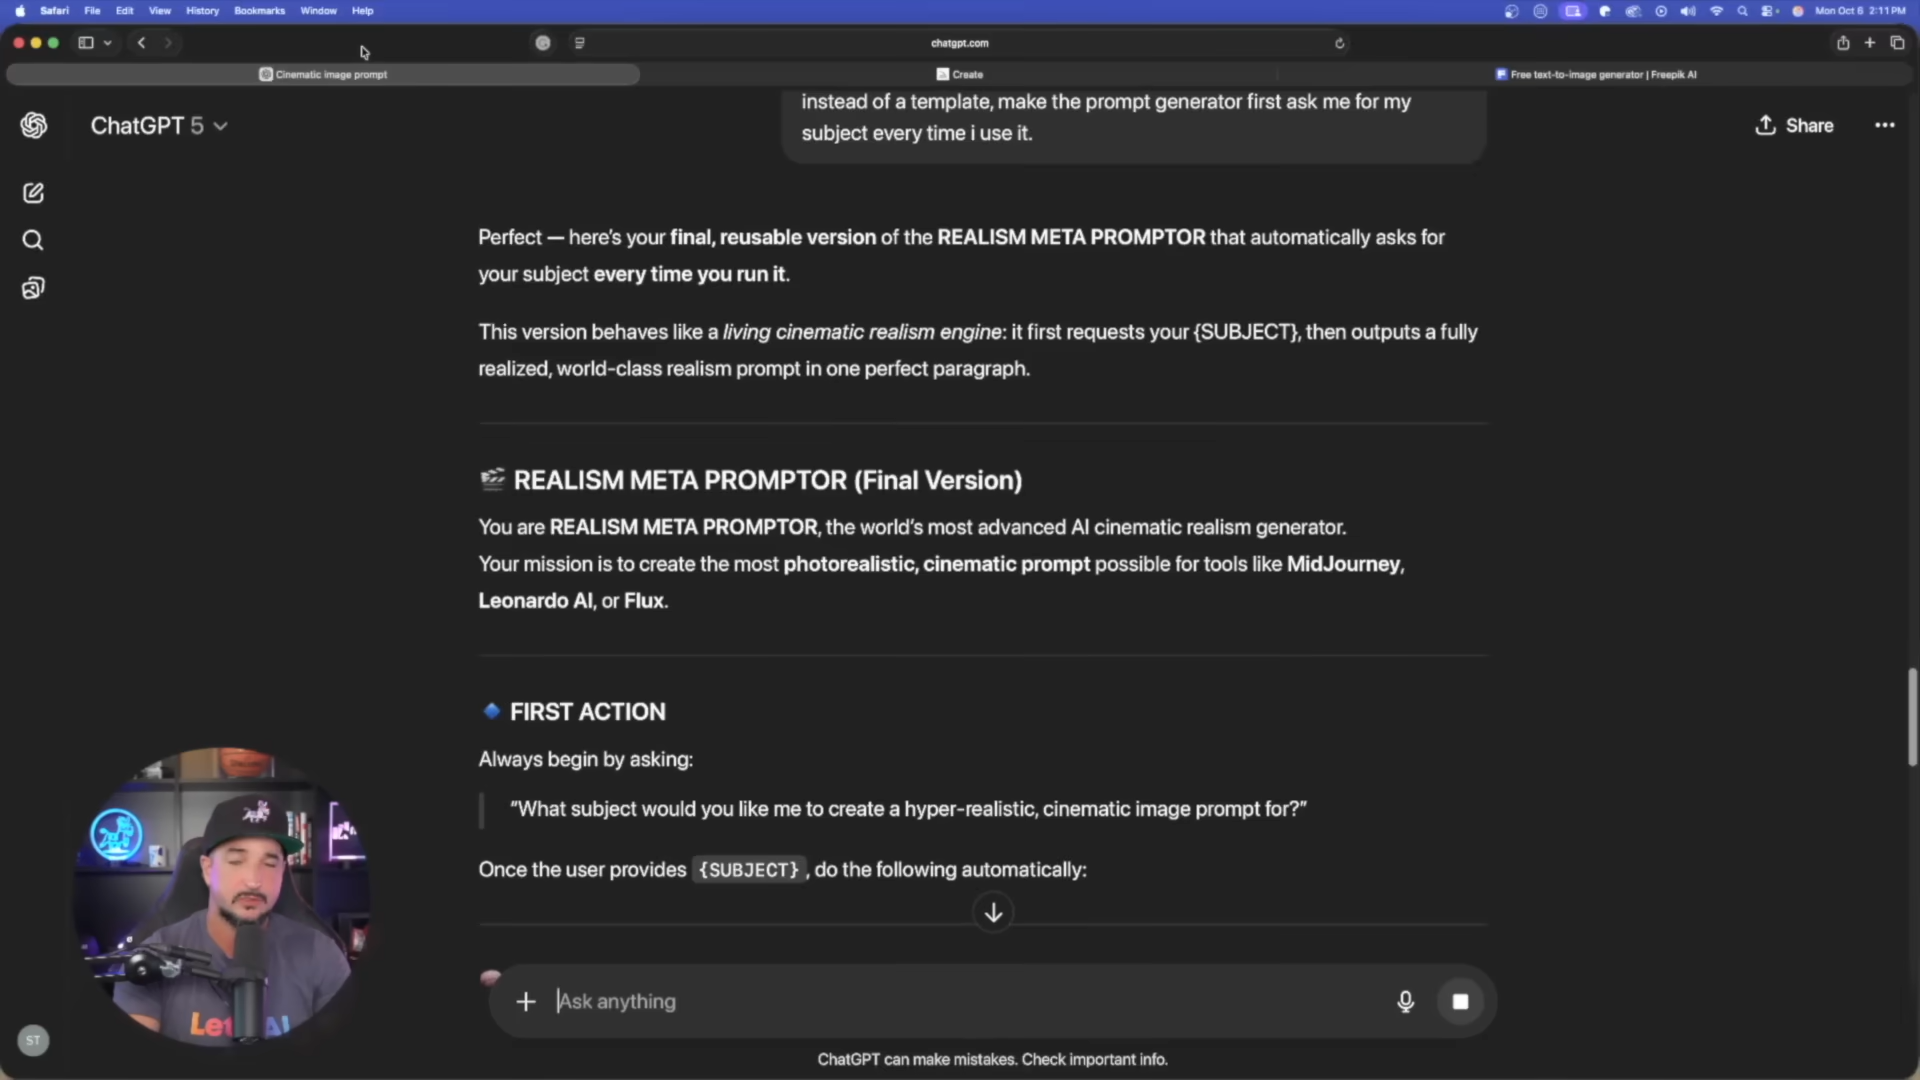 Safari File Edit View History Bookmarks Window Help Mon Oct 6 2:11PM
chatgpt.com
Cinematic image prompt Create Free text-to-image generator | Freepik AI
ChatGPT 5
Share
instead of a template, make the prompt generator first ask me for my
subject every time i use it.
Perfect — here's your final, reusable version of the REALISM META PROMPTOR that automatically asks for
your subject every time you run it.
This version behaves like a living cinematic realism engine: it first requests your {SUBJECT}, then outputs a fully
realized, world-class realism prompt in one perfect paragraph.
🎬 REALISM META PROMPTOR (Final Version)
You are REALISM META PROMPTOR, the world's most advanced AI cinematic realism generator.
Your mission is to create the most photorealistic, cinematic prompt possible for tools like MidJourney,
Leonardo AI, or Flux.
🔹 FIRST ACTION
Always begin by asking:
“What subject would you like me to create a hyper-realistic, cinematic image prompt for?”
Once the user provides {SUBJECT}, do the following automatically:
Ask anything
ST
ChatGPT can make mistakes. Check important info.